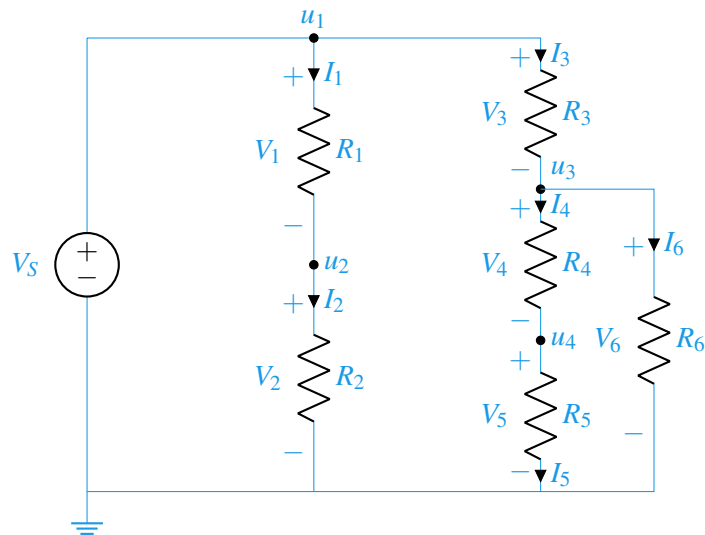 u1
+ I1
V1 R1
−
u2
+ I2
V2 R2
−
VS + −
+ I3
V3 R3
− u3
+ I4
V4 R4
− u4
+
V5 R5
− I5
+ I6
V6 R6
−